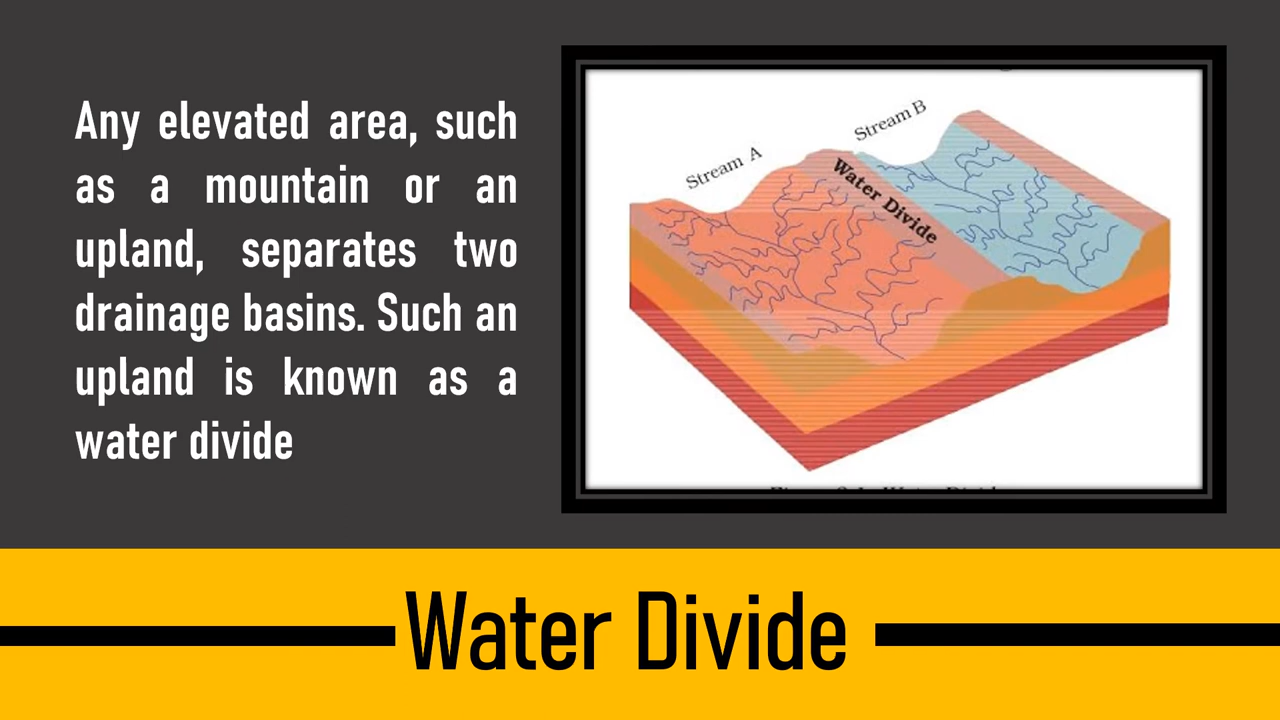 Any elevated area, such
as a mountain or an
upland, separates two
drainage basins. Such an
upland is known as a
water divide
Stream A
Stream B
Water Divide
Water Divide